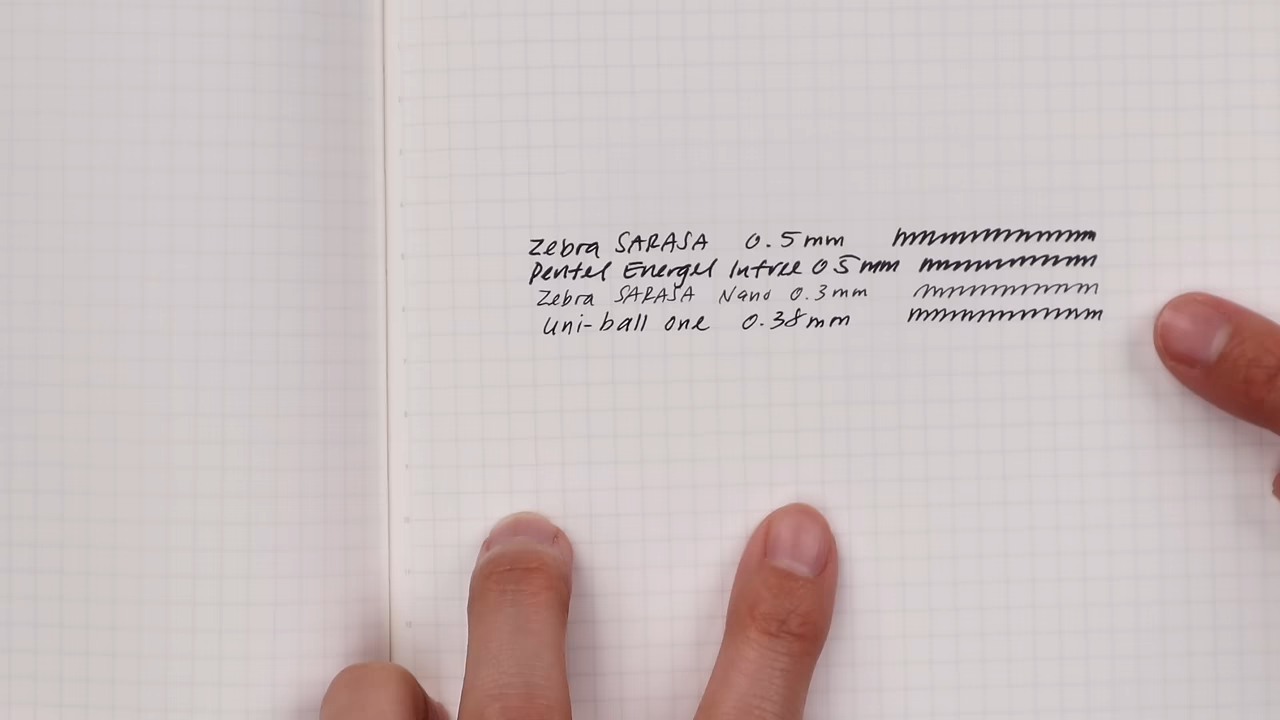 Zebra SARASA 0.5mm
Pentel Energel Infree 0.5mm
Zebra SARASA Nano 0.3mm
uni-ball one 0.38mm